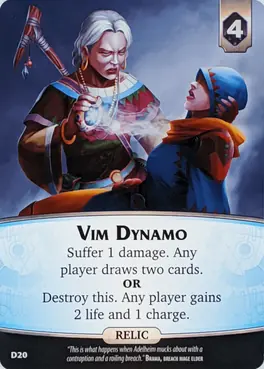 4
VIM DYNAMO
Suffer 1 damage. Any
player draws two cards.
OR
Destroy this. Any player gains
2 life and 1 charge.
RELIC
D20
"This is what happens when Adelheim mucks about with a
contraption and a roiling breach." BRAMA, BREACH MAGE ELDER